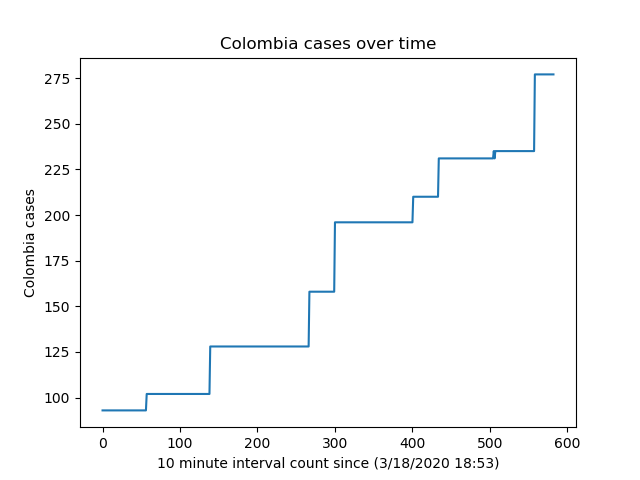 Colombia cases over time
275
250
225
200
175
150
125
100
Colombia cases
0 100 200 300 400 500 600
10 minute interval count since (3/18/2020 18:53)